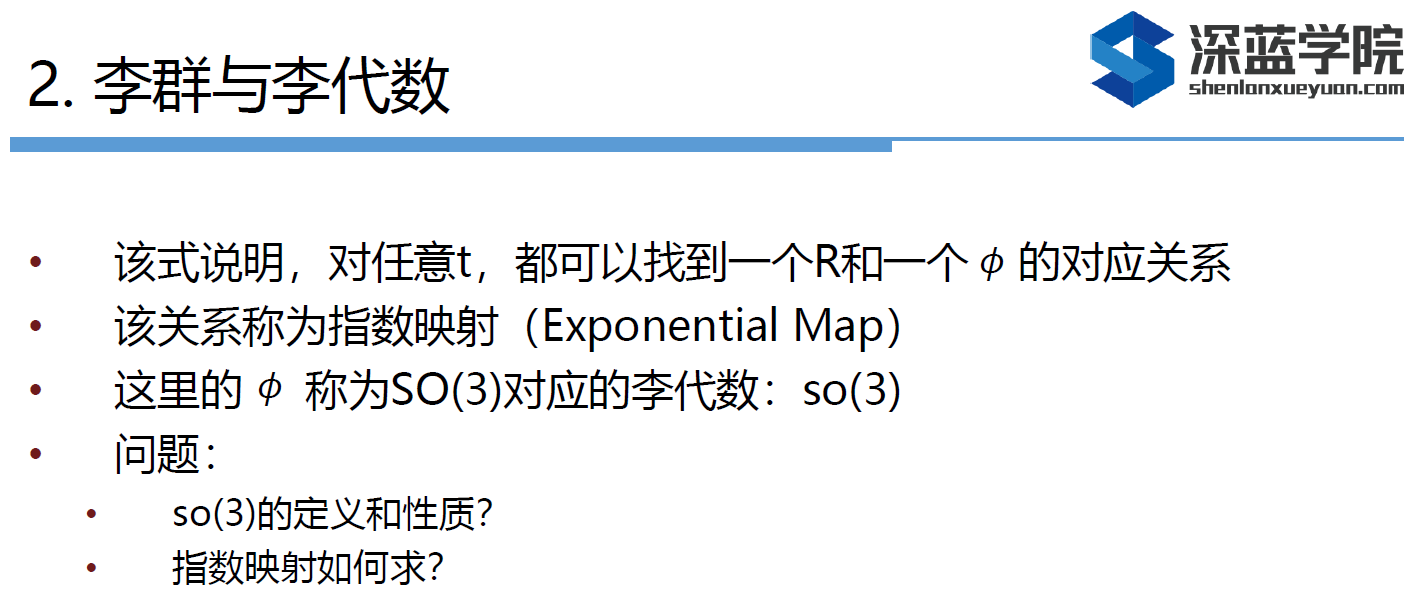 2. 李群与李代数
深蓝学院
shenlanxueyuan.com
• 该式说明，对任意t，都可以找到一个R和一个 ϕ 的对应关系
• 该关系称为指数映射（Exponential Map）
• 这里的 ϕ 称为SO(3)对应的李代数：so(3)
• 问题：
• so(3)的定义和性质？
• 指数映射如何求？